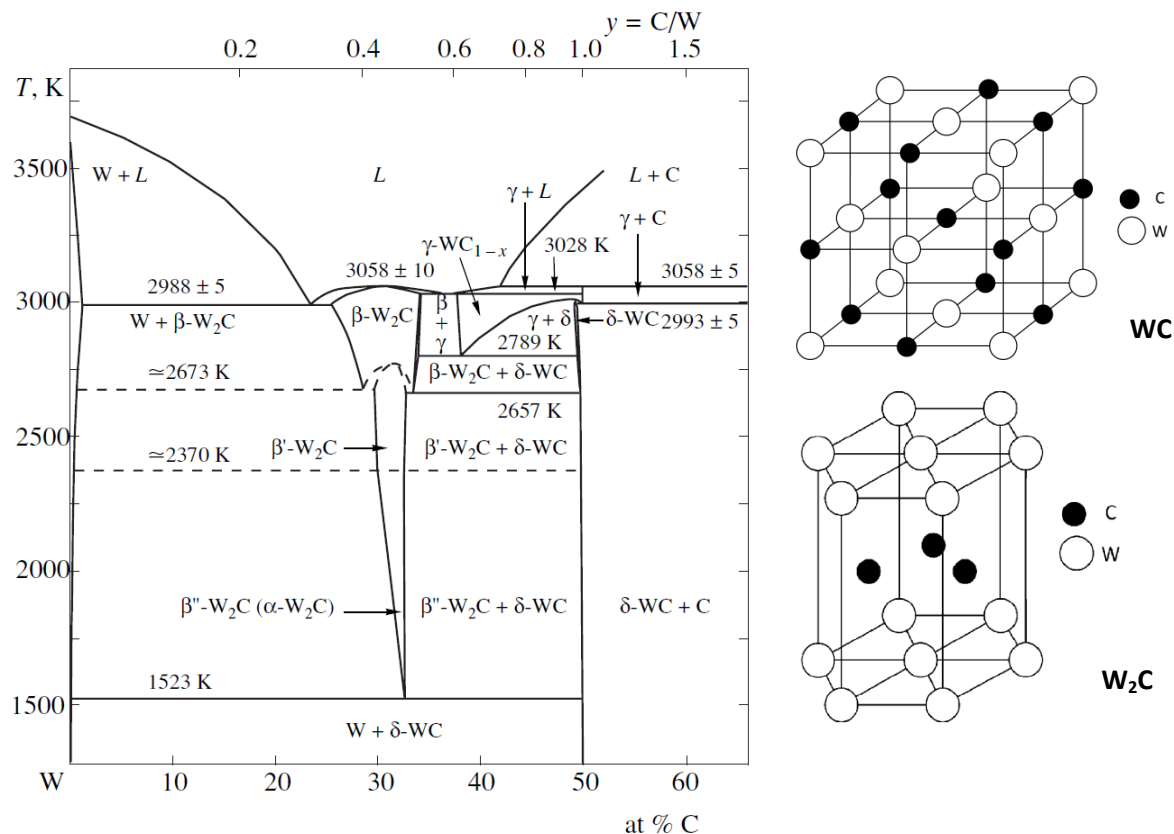 y = C/W
0.2 0.4 0.6 0.8 1.0 1.5
T, K
3500
3000
2500
2000
1500
W + L
L
L + C
γ + L
γ + C
γ-WC1 – x
3028 K
3058 ± 10
3058 ± 5
2988 ± 5
W + β-W2C
β-W2C
β
+
γ
γ + δ
δ-WC
2993 ± 5
2789 K
β-W2C + δ-WC
≃2673 K
2657 K
β′-W2C
β′-W2C + δ-WC
≃2370 K
β″-W2C (α-W2C)
β″-W2C + δ-WC
δ-WC + C
1523 K
W + δ-WC
W 10 20 30 40 50 60
at % C
C
W
WC
C
W
W2C